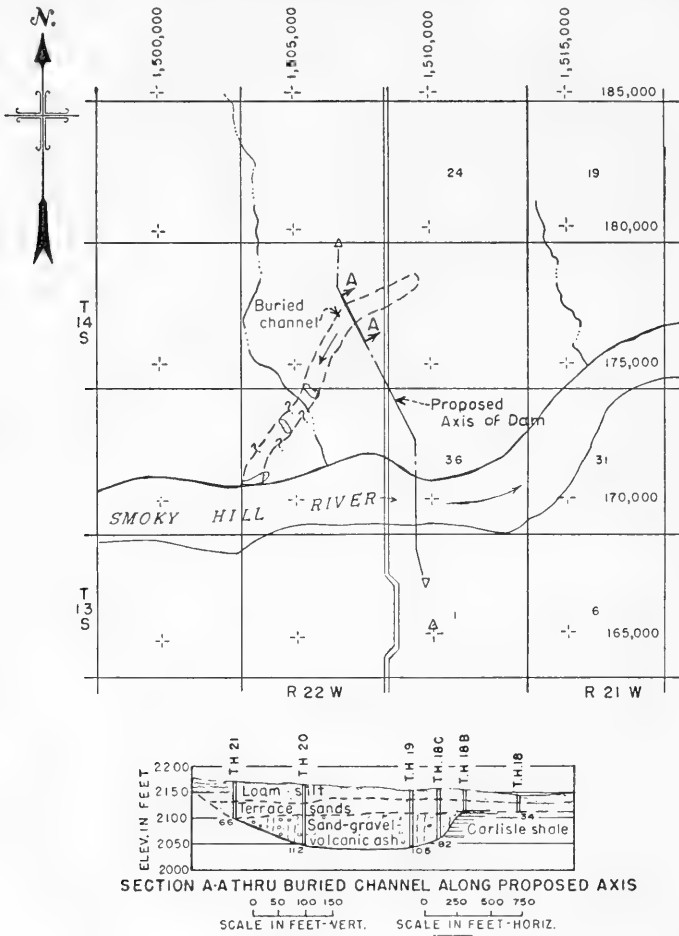 N.
1,500,000
1,505,000
1,510,000
1,515,000
185,000
24
19
180,000
T
14
S
Buried
channel
A
A
175,000
Proposed
Axis of Dam
36
31
?
?
?
?
?
SMOKY HILL RIVER
170,000
T
13
S
1
6
165,000
R 22 W
R 21 W
T.H. 21
T.H. 20
T.H. 19
T.H. 18C
T.H. 18B
T.H. 18
ELEV. IN FEET
2200
2150
2100
2050
2000
Loam - silt
Terrace sands
Sand-gravel-
volcanic ash
Carlisle shale
66
112
106
82
34
SECTION A-A THRU BURIED CHANNEL ALONG PROPOSED AXIS
0 50 100 150
SCALE IN FEET-VERT.
0 250 500 750
SCALE IN FEET-HORIZ.